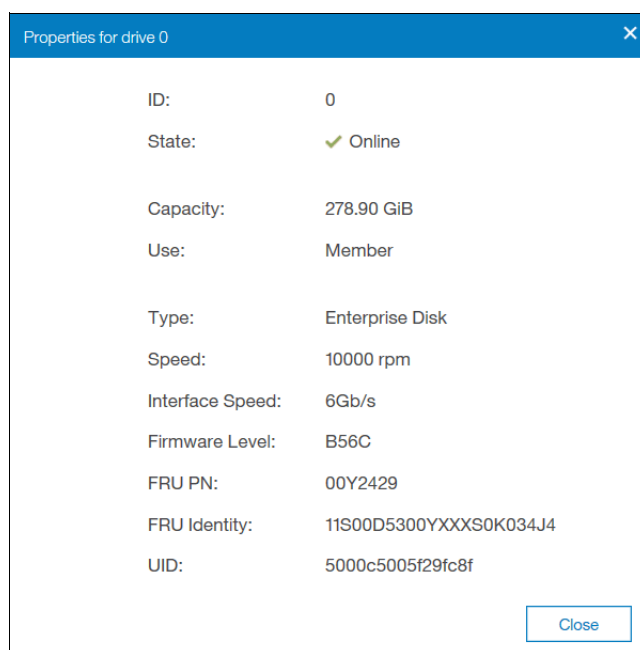 Properties for drive 0
ID: 0
State: Online
Capacity: 278.90 GiB
Use: Member
Type: Enterprise Disk
Speed: 10000 rpm
Interface Speed: 6Gb/s
Firmware Level: B56C
FRU PN: 00Y2429
FRU Identity: 11S00D5300YXXXS0K034J4
UID: 5000c5005f29fc8f
Close